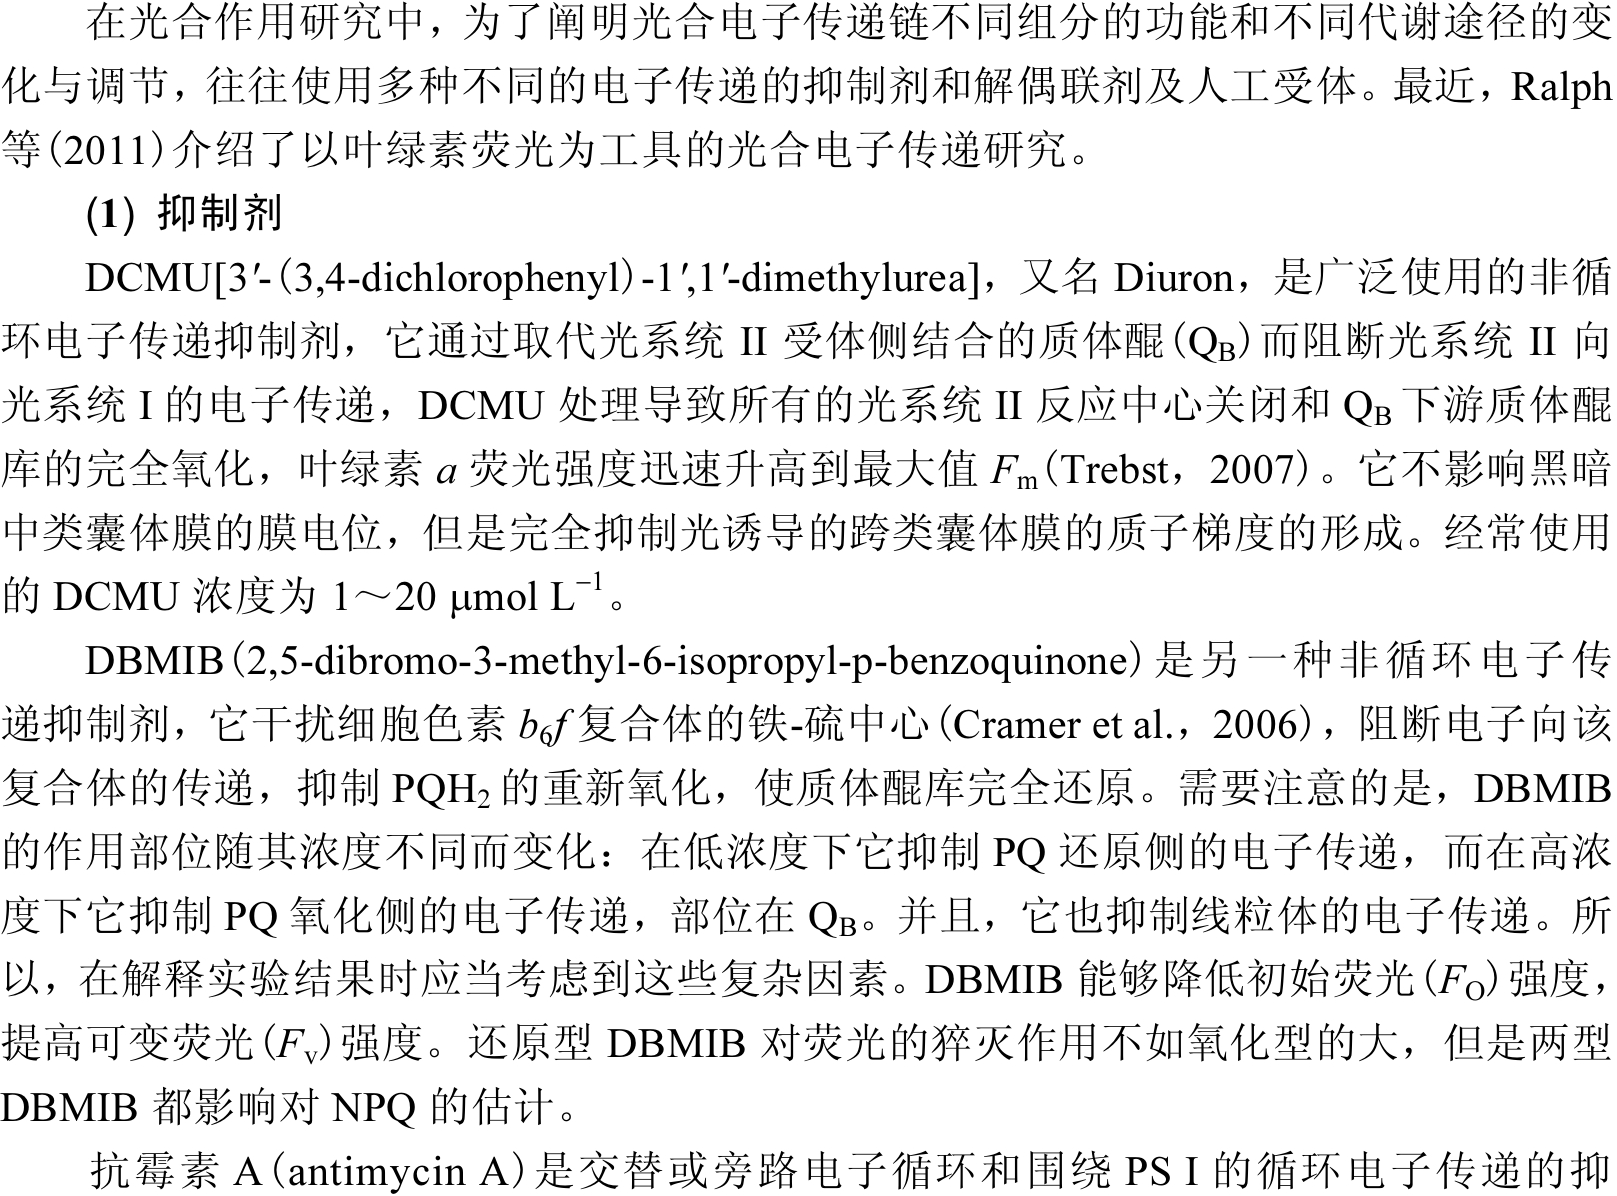 在光合作用研究中，为了阐明光合电子传递链不同组分的功能和不同代谢途径的变
化与调节，往往使用多种不同的电子传递的抑制剂和解偶联剂及人工受体。最近，Ralph
等(2011)介绍了以叶绿素荧光为工具的光合电子传递研究。
(1) 抑制剂
DCMU[3′-(3,4-dichlorophenyl)-1′,1′-dimethylurea]，又名 Diuron，是广泛使用的非循
环电子传递抑制剂，它通过取代光系统 II 受体侧结合的质体醌(Q_B)而阻断光系统 II 向
光系统 I 的电子传递，DCMU 处理导致所有的光系统 II 反应中心关闭和 Q_B 下游质体醌
库的完全氧化，叶绿素 a 荧光强度迅速升高到最大值 F_m(Trebst，2007)。它不影响黑暗
中类囊体膜的膜电位，但是完全抑制光诱导的跨类囊体膜的质子梯度的形成。经常使用
的 DCMU 浓度为 1～20 μmol L⁻¹。
DBMIB(2,5-dibromo-3-methyl-6-isopropyl-p-benzoquinone)是另一种非循环电子传
递抑制剂，它干扰细胞色素 b₆f 复合体的铁-硫中心(Cramer et al.，2006)，阻断电子向该
复合体的传递，抑制 PQH₂ 的重新氧化，使质体醌库完全还原。需要注意的是，DBMIB
的作用部位随其浓度不同而变化：在低浓度下它抑制 PQ 还原侧的电子传递，而在高浓
度下它抑制 PQ 氧化侧的电子传递，部位在 Q_B。并且，它也抑制线粒体的电子传递。所
以，在解释实验结果时应当考虑到这些复杂因素。DBMIB 能够降低初始荧光(F_O)强度，
提高可变荧光(F_v)强度。还原型 DBMIB 对荧光的猝灭作用不如氧化型的大，但是两型
DBMIB 都影响对 NPQ 的估计。
抗霉素 A(antimycin A)是交替或旁路电子循环和围绕 PS I 的循环电子传递的抑